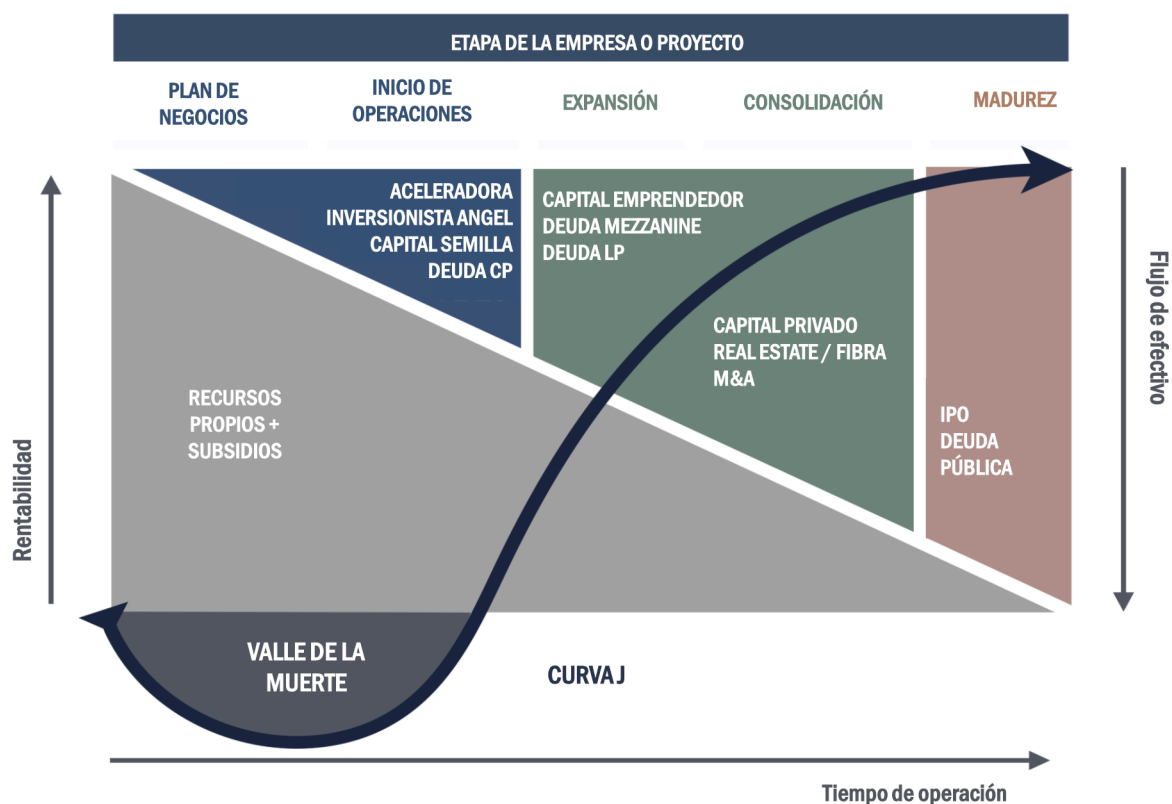 ETAPA DE LA EMPRESA O PROYECTO
PLAN DE
NEGOCIOS
INICIO DE
OPERACIONES
EXPANSIÓN
CONSOLIDACIÓN
MADUREZ
ACELERADORA
INVERSIONISTA ANGEL
CAPITAL SEMILLA
DEUDA CP
CAPITAL EMPRENDEDOR
DEUDA MEZZANINE
DEUDA LP
CAPITAL PRIVADO
REAL ESTATE / FIBRA
M&A
RECURSOS
PROPIOS +
SUBSIDIOS
IPO
DEUDA
PÚBLICA
Rentabilidad
Flujo de efectivo
VALLE DE LA
MUERTE
CURVA J
Tiempo de operación